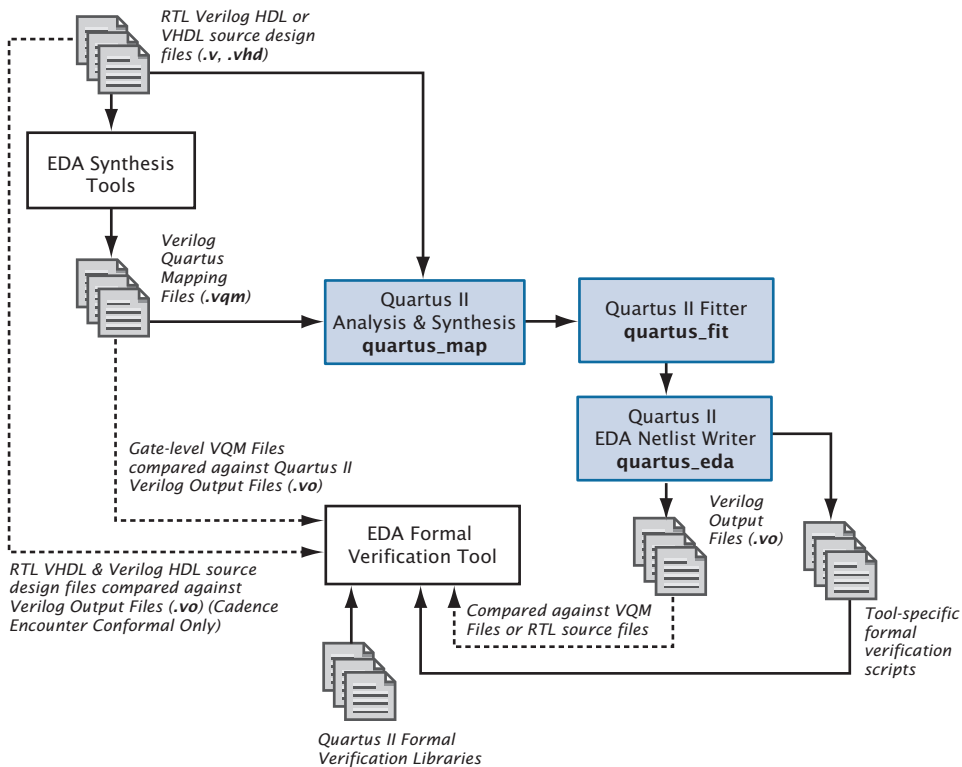 RTL Verilog HDL or
VHDL source design
files (.v, .vhd)
EDA Synthesis
Tools
Verilog
Quartus
Mapping
Files (.vqm)
Quartus II
Analysis & Synthesis
quartus_map
Quartus II Fitter
quartus_fit
Quartus II
EDA Netlist Writer
quartus_eda
Gate-level VQM Files
compared against Quartus II
Verilog Output Files (.vo)
Verilog
Output
Files (.vo)
EDA Formal
Verification Tool
RTL VHDL & Verilog HDL source
design files compared against
Verilog Output Files (.vo) (Cadence
Encounter Conformal Only)
Compared against VQM
Files or RTL source files
Tool-specific
formal
verification
scripts
Quartus II Formal
Verification Libraries